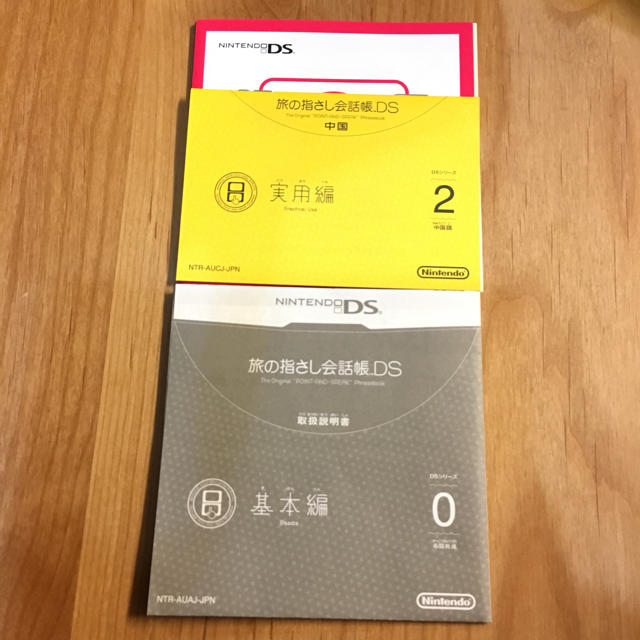 NINTENDO DS
旅の指さし会話帳DS
The Original "POINT-AND-SPEAK" Phrasebook
中国
DSシリーズ
実用編
Practical Use
2
中国語
NTR-AUCJ-JPN
Nintendo
NINTENDO DS
旅の指さし会話帳DS
The Original "POINT-AND-SPEAK" Phrasebook
取扱説明書
DSシリーズ
基本編
0
各国共通
NTR-AUAJ-JPN
Nintendo